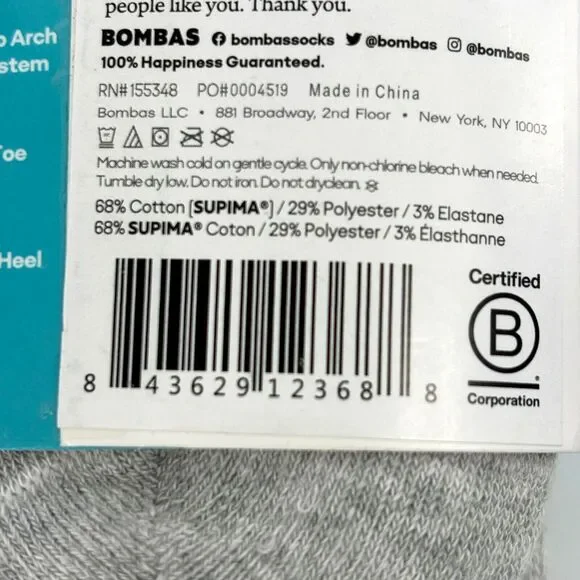 people like you. Thank you.
BOMBAS bombassocks @bombas @bombas
100% Happiness Guaranteed.
RN#155348 PO#0004519 Made in China
Bombas LLC • 881 Broadway, 2nd Floor • New York, NY 10003
Machine wash cold on gentle cycle. Only non-chlorine bleach when needed.
Tumble dry low. Do not iron. Do not dryclean.
68% Cotton [SUPIMA®] / 29% Polyester / 3% Elastane
68% SUPIMA® Coton / 29% Polyester / 3% Élasthanne
8 43629 12368 8
Certified
B
Corporation
Arch
stem
Toe
Heel